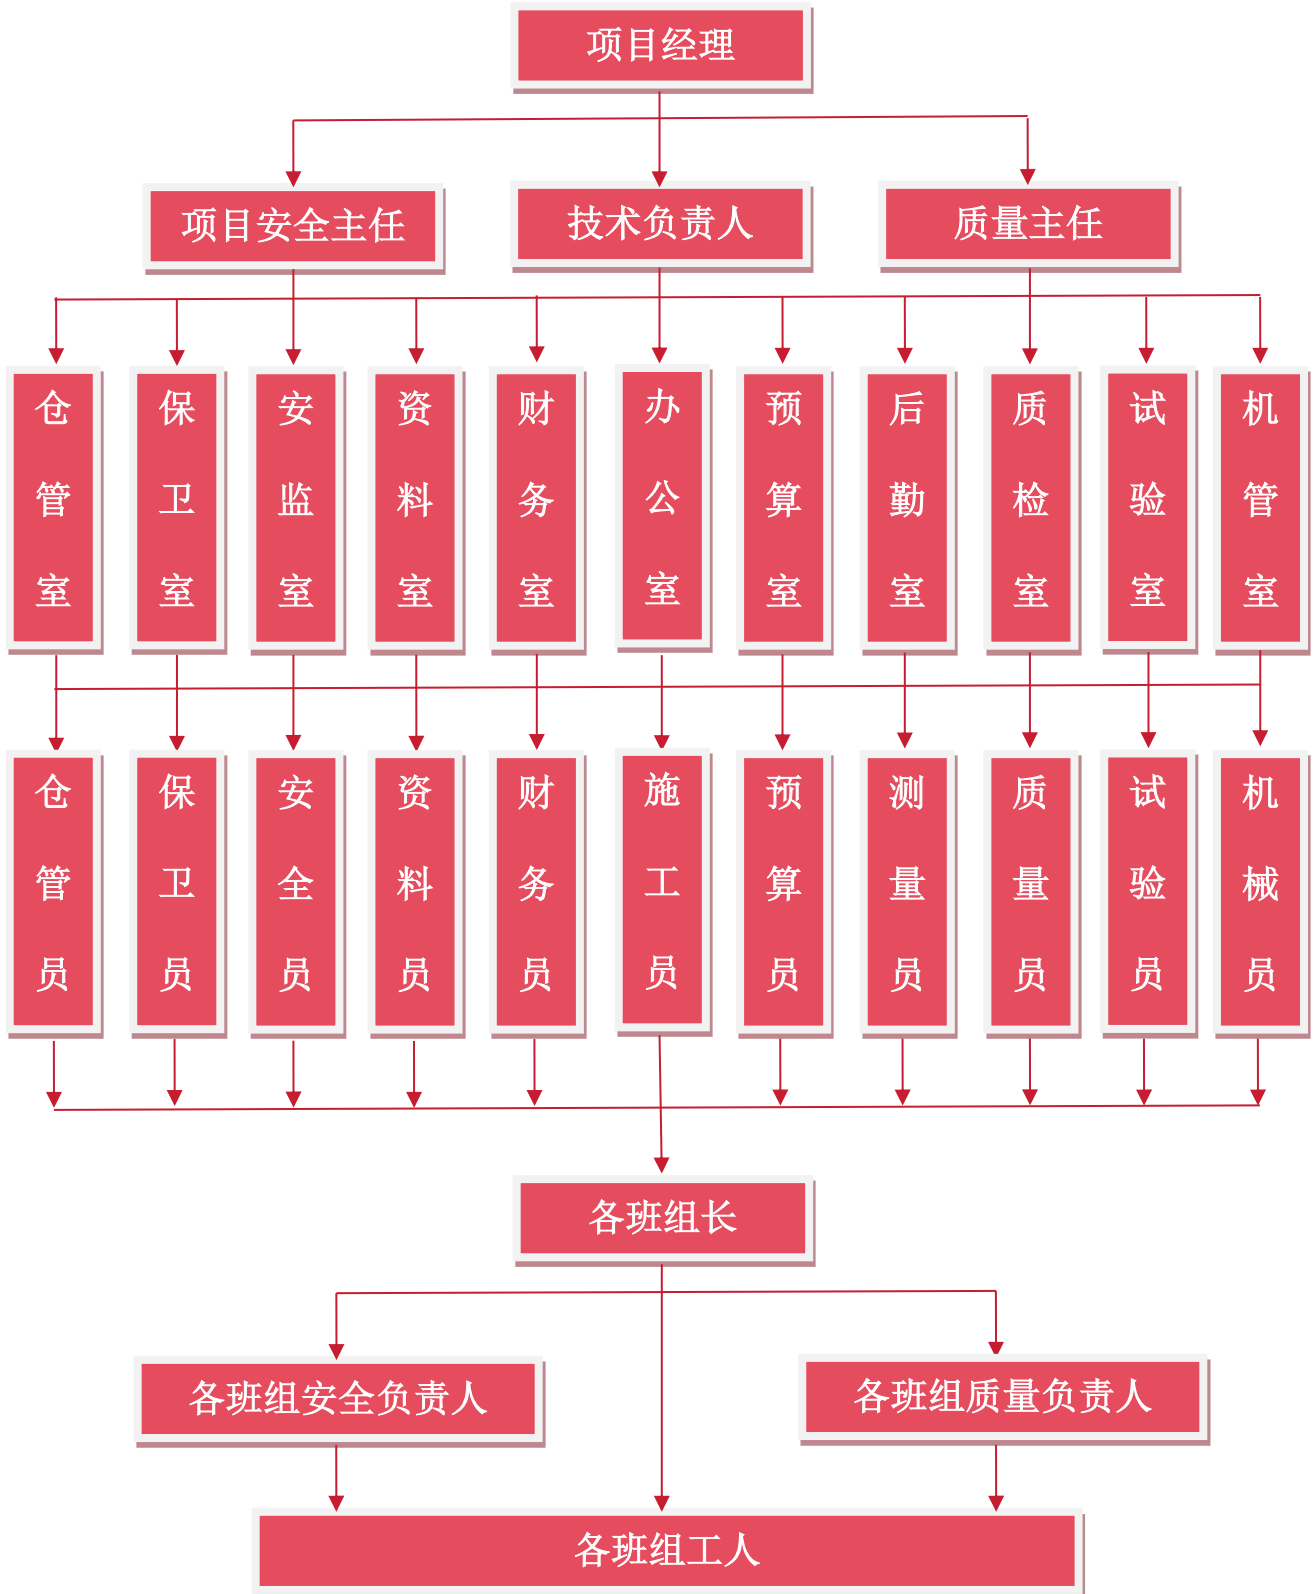 项目经理
项目安全主任
技术负责人
质量主任
仓管室
保卫室
安监室
资料室
财务室
办公室
预算室
后勤室
质检室
试验室
机管室
仓管员
保卫员
安全员
资料员
财务员
施工员
预算员
测量员
质量员
试验员
机械员
各班组长
各班组安全负责人
各班组质量负责人
各班组工人